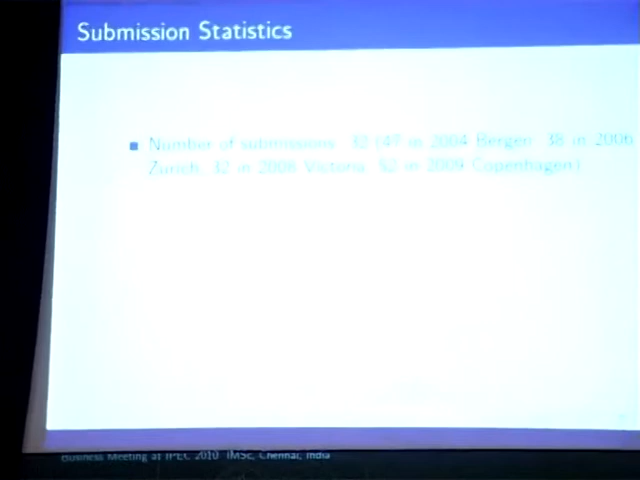 Submission Statistics
Number of submissions: 32 (47 in 2004 Bergen, 38 in 2006
Zurich, 32 in 2008 Victoria, 52 in 2009 Copenhagen)
Business Meeting at IPEC 2010 IMSc, Chennai, India